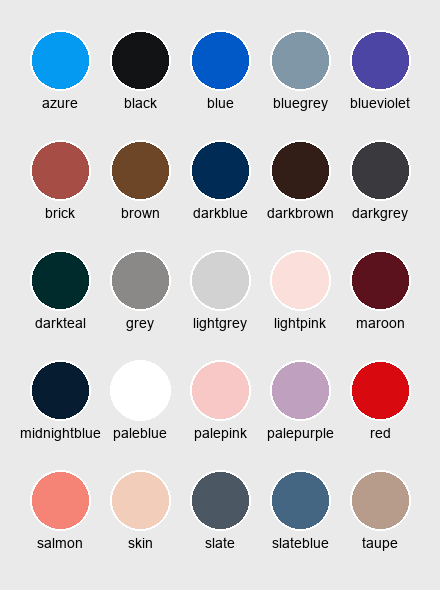 azure black blue bluegrey blueviolet
brick brown darkblue darkbrown darkgrey
darkteal grey lightgrey lightpink maroon
midnightblue paleblue palepink palepurple red
salmon skin slate slateblue taupe